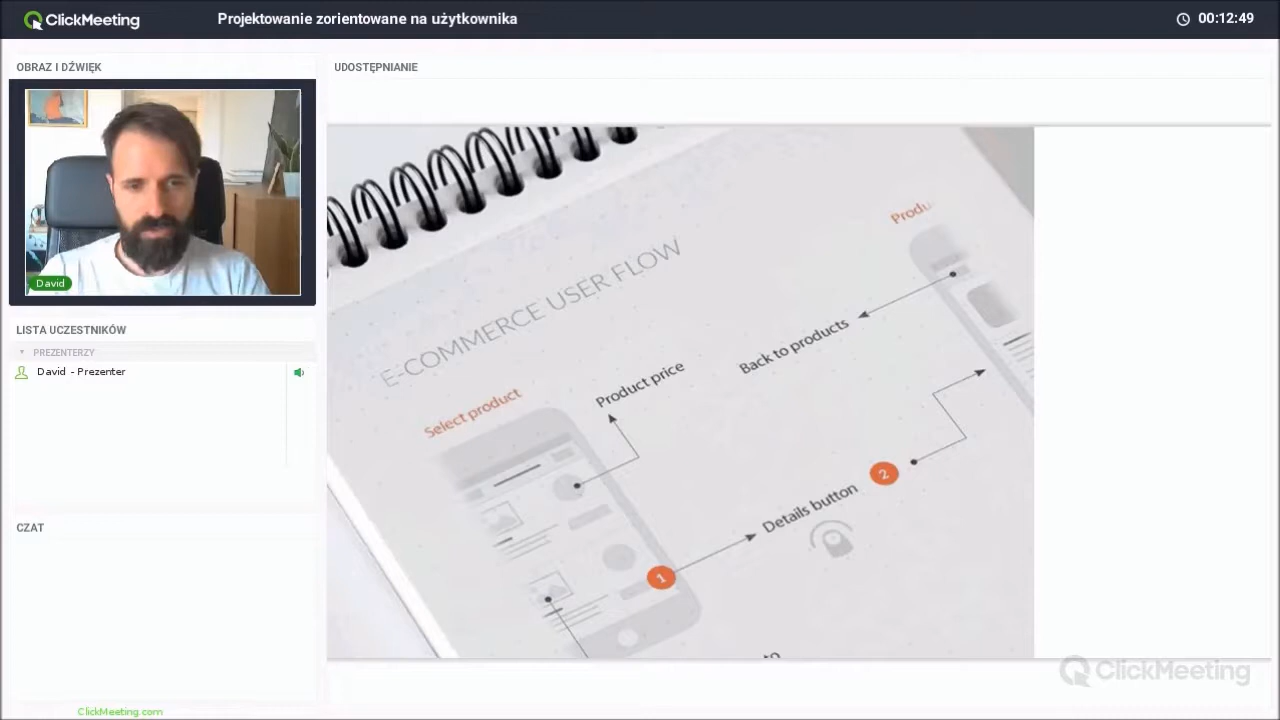 ClickMeeting
Projektowanie zorientowane na użytkownika
00:12:49
OBRAZ I DŹWIĘK
David
LISTA UCZESTNIKÓW
PREZENTERZY
David - Prezenter
CZAT
ClickMeeting.com
UDOSTĘPNIANIE
E-COMMERCE USER FLOW
Select product
Product price
Back to products
Details button
1
2
ClickMeeting